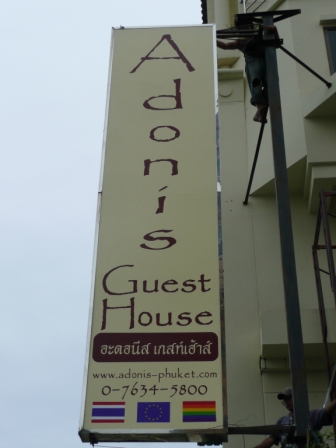 Adonis
Guest
House
อะดอนีส เกสท์เฮ้าส์
www.adonis-phuket.com
0-7634-5800